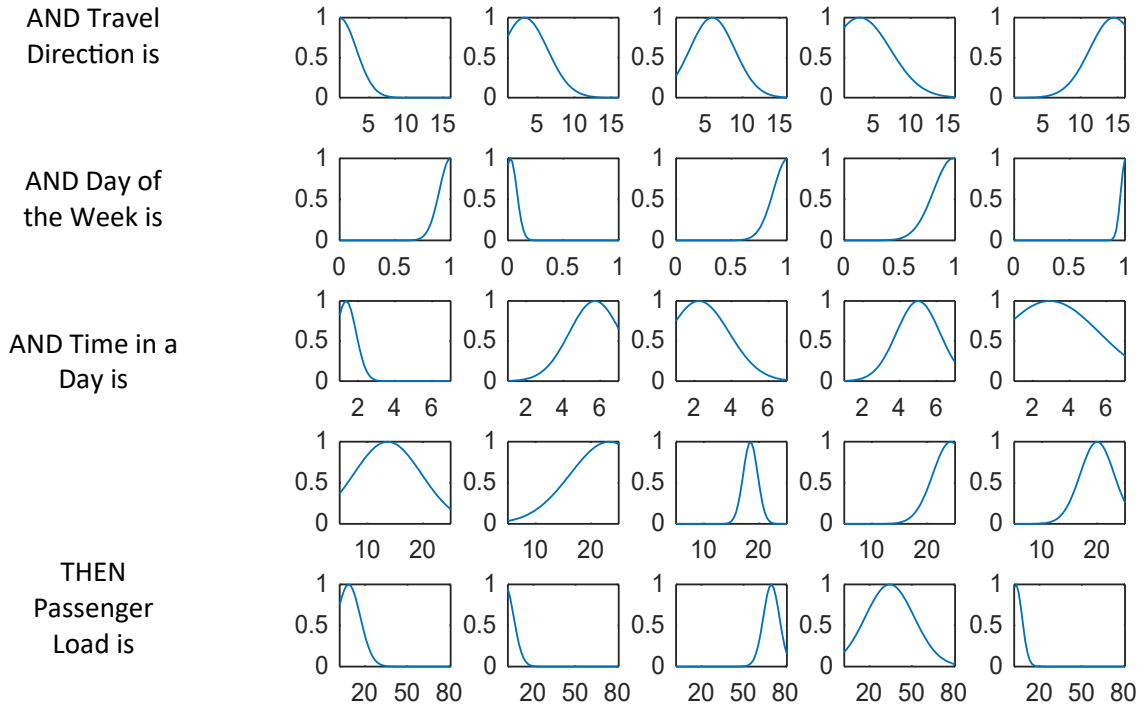 AND Travel
Direction is
1 1 1 1 1
0.5 0.5 0.5 0.5 0.5
0 0 0 0 0
5 10 15 5 10 15 5 10 15 5 10 15 5 10 15
AND Day of
the Week is
1 1 1 1 1
0.5 0.5 0.5 0.5 0.5
0 0 0 0 0
0 0.5 1 0 0.5 1 0 0.5 1 0 0.5 1 0 0.5 1
AND Time in a
Day is
1 1 1 1 1
0.5 0.5 0.5 0.5 0.5
0 0 0 0 0
2 4 6 2 4 6 2 4 6 2 4 6 2 4 6
1 1 1 1 1
0.5 0.5 0.5 0.5 0.5
0 0 0 0 0
10 20 10 20 10 20 10 20 10 20
THEN
Passenger
Load is
1 1 1 1 1
0.5 0.5 0.5 0.5 0.5
0 0 0 0 0
20 50 80 20 50 80 20 50 80 20 50 80 20 50 80